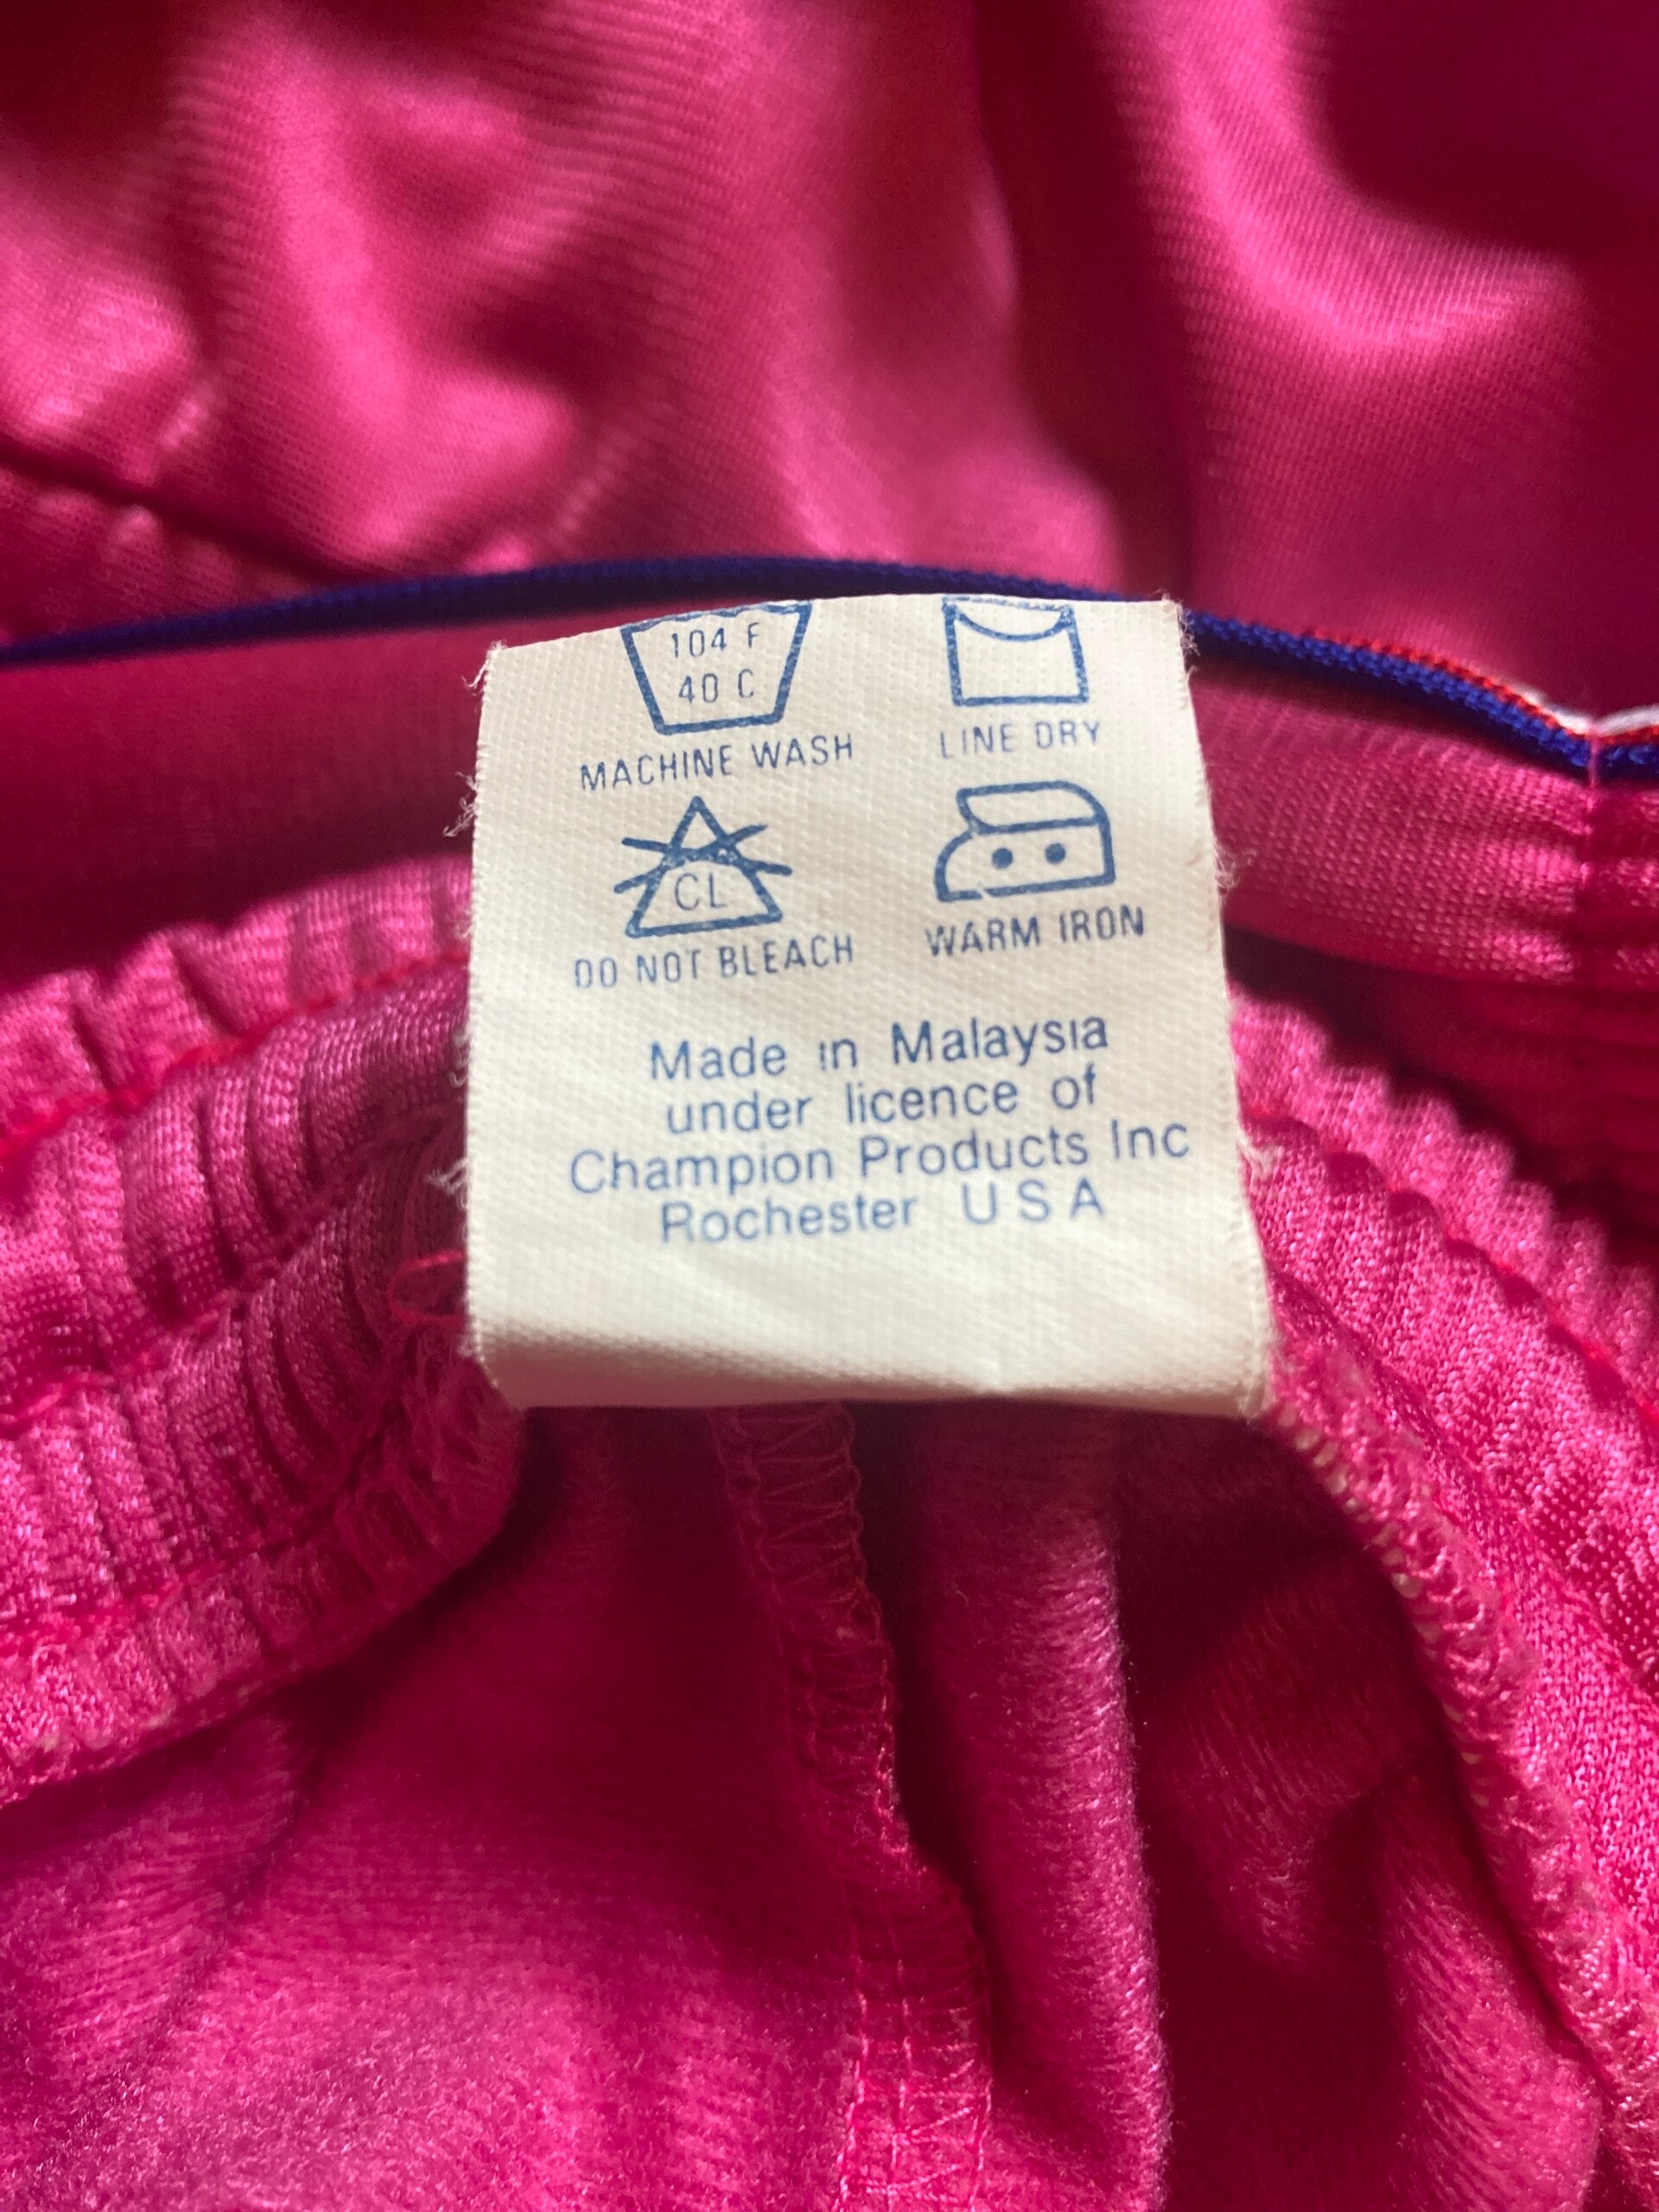 104 F
40 C
MACHINE WASH
LINE DRY
CL
DO NOT BLEACH
WARM IRON
Made in Malaysia
under licence of
Champion Products Inc
Rochester U S A